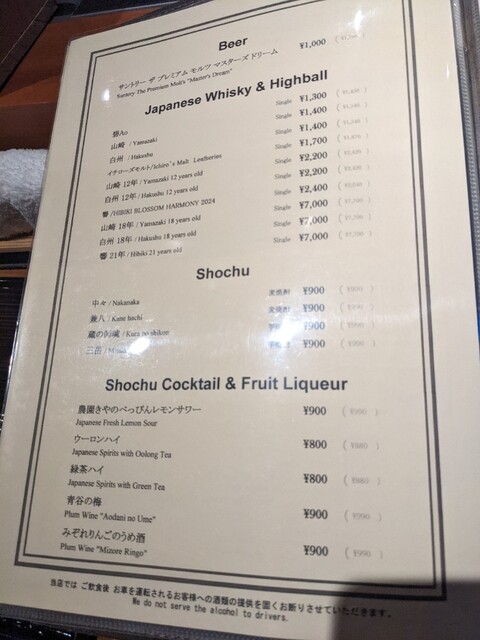 Beer
サントリー ザ プレミアム モルツ マスターズ ドリーム ¥1,000
Suntory The Premium Malt's "Master's Dream"
Japanese Whisky & Highball
碧Ao Single ¥1,300
山崎 / Yamazaki Single ¥1,400
白州 / Hakushu Single ¥1,400
イチローズモルト/Ichiro's Malt Leafberies Single ¥1,700
山崎 12年 / Yamazaki 12 years old Single ¥2,200
白州 12年 / Hakushu 12 years old Single ¥2,200
響 /HIBIKI BLOSSOM HARMONY 2024 Single ¥2,400
山崎 18年 / Yamazaki 18 years old Single ¥7,000
白州 18年 / Hakushu 18 years old Single ¥7,000
響 21年 / Hibiki 21 years old Single ¥7,000
Shochu
中々 / Nakanaka 麦焼酎 ¥900
兼八 / Kane hachi 麦焼酎 ¥900
蔵の師魂 / Kura no shikon ¥900
三岳 ¥900
Shochu Cocktail & Fruit Liqueur
農園きやのべっぴんレモンサワー ¥900 (¥990)
Japanese Fresh Lemon Sour
ウーロンハイ ¥800 (¥880)
Japanese Spirits with Oolong Tea
緑茶ハイ ¥800 (¥880)
Japanese Spirits with Green Tea
青谷の梅 ¥900 (¥990)
Plum Wine "Aodani no Ume"
みぞれりんごのうめ酒 ¥900 (¥990)
Plum Wine "Mizore Ringo"
当店では ご飲食後 お車を運転されるお客様への酒類の提供を固くお断りさせていただきます。
We do not serve the alcohol to drivers.